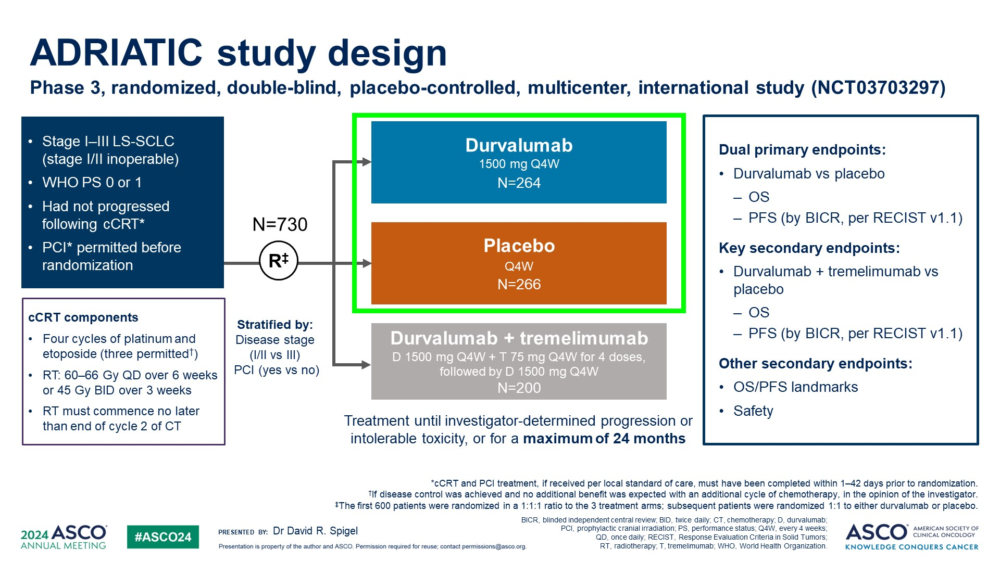 ADRIATIC study design
Phase 3, randomized, double-blind, placebo-controlled, multicenter, international study (NCT03703297)
• Stage I–III LS-SCLC
(stage I/II inoperable)
• WHO PS 0 or 1
• Had not progressed
following cCRT*
• PCI* permitted before
randomization
cCRT components
• Four cycles of platinum and
etoposide (three permitted†)
• RT: 60–66 Gy QD over 6 weeks
or 45 Gy BID over 3 weeks
• RT must commence no later
than end of cycle 2 of CT
N=730
R‡
Stratified by:
Disease stage
(I/II vs III)
PCI (yes vs no)
Durvalumab
1500 mg Q4W
N=264
Placebo
Q4W
N=266
Durvalumab + tremelimumab
D 1500 mg Q4W + T 75 mg Q4W for 4 doses,
followed by D 1500 mg Q4W
N=200
Treatment until investigator-determined progression or
intolerable toxicity, or for a maximum of 24 months
Dual primary endpoints:
• Durvalumab vs placebo
– OS
– PFS (by BICR, per RECIST v1.1)
Key secondary endpoints:
• Durvalumab + tremelimumab vs
placebo
– OS
– PFS (by BICR, per RECIST v1.1)
Other secondary endpoints:
• OS/PFS landmarks
• Safety
*cCRT and PCI treatment, if received per local standard of care, must have been completed within 1–42 days prior to randomization.
†If disease control was achieved and no additional benefit was expected with an additional cycle of chemotherapy, in the opinion of the investigator.
‡The first 600 patients were randomized in a 1:1:1 ratio to the 3 treatment arms; subsequent patients were randomized 1:1 to either durvalumab or placebo.
2024 ASCO®
ANNUAL MEETING
#ASCO24
PRESENTED BY: Dr David R. Spigel
Presentation is property of the author and ASCO. Permission required for reuse; contact permissions@asco.org.
BICR, blinded independent central review; BID, twice daily; CT, chemotherapy; D, durvalumab;
PCI, prophylactic cranial irradiation; PS, performance status; Q4W, every 4 weeks;
QD, once daily; RECIST, Response Evaluation Criteria in Solid Tumors;
RT, radiotherapy; T, tremelimumab; WHO, World Health Organization.
ASCO® AMERICAN SOCIETY OF
CLINICAL ONCOLOGY
KNOWLEDGE CONQUERS CANCER